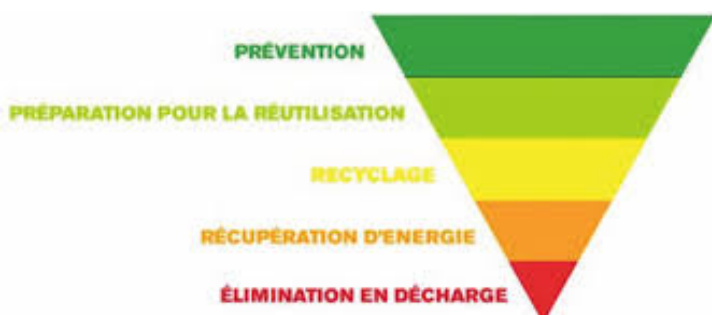 PRÉVENTION
PRÉPARATION POUR LA RÉUTILISATION
RECYCLAGE
RÉCUPÉRATION D'ENERGIE
ÉLIMINATION EN DÉCHARGE